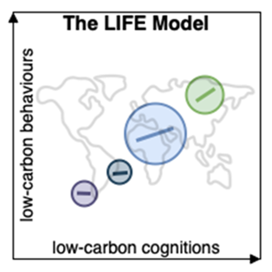 The LIFE Model
low-carbon behaviours
low-carbon cognitions